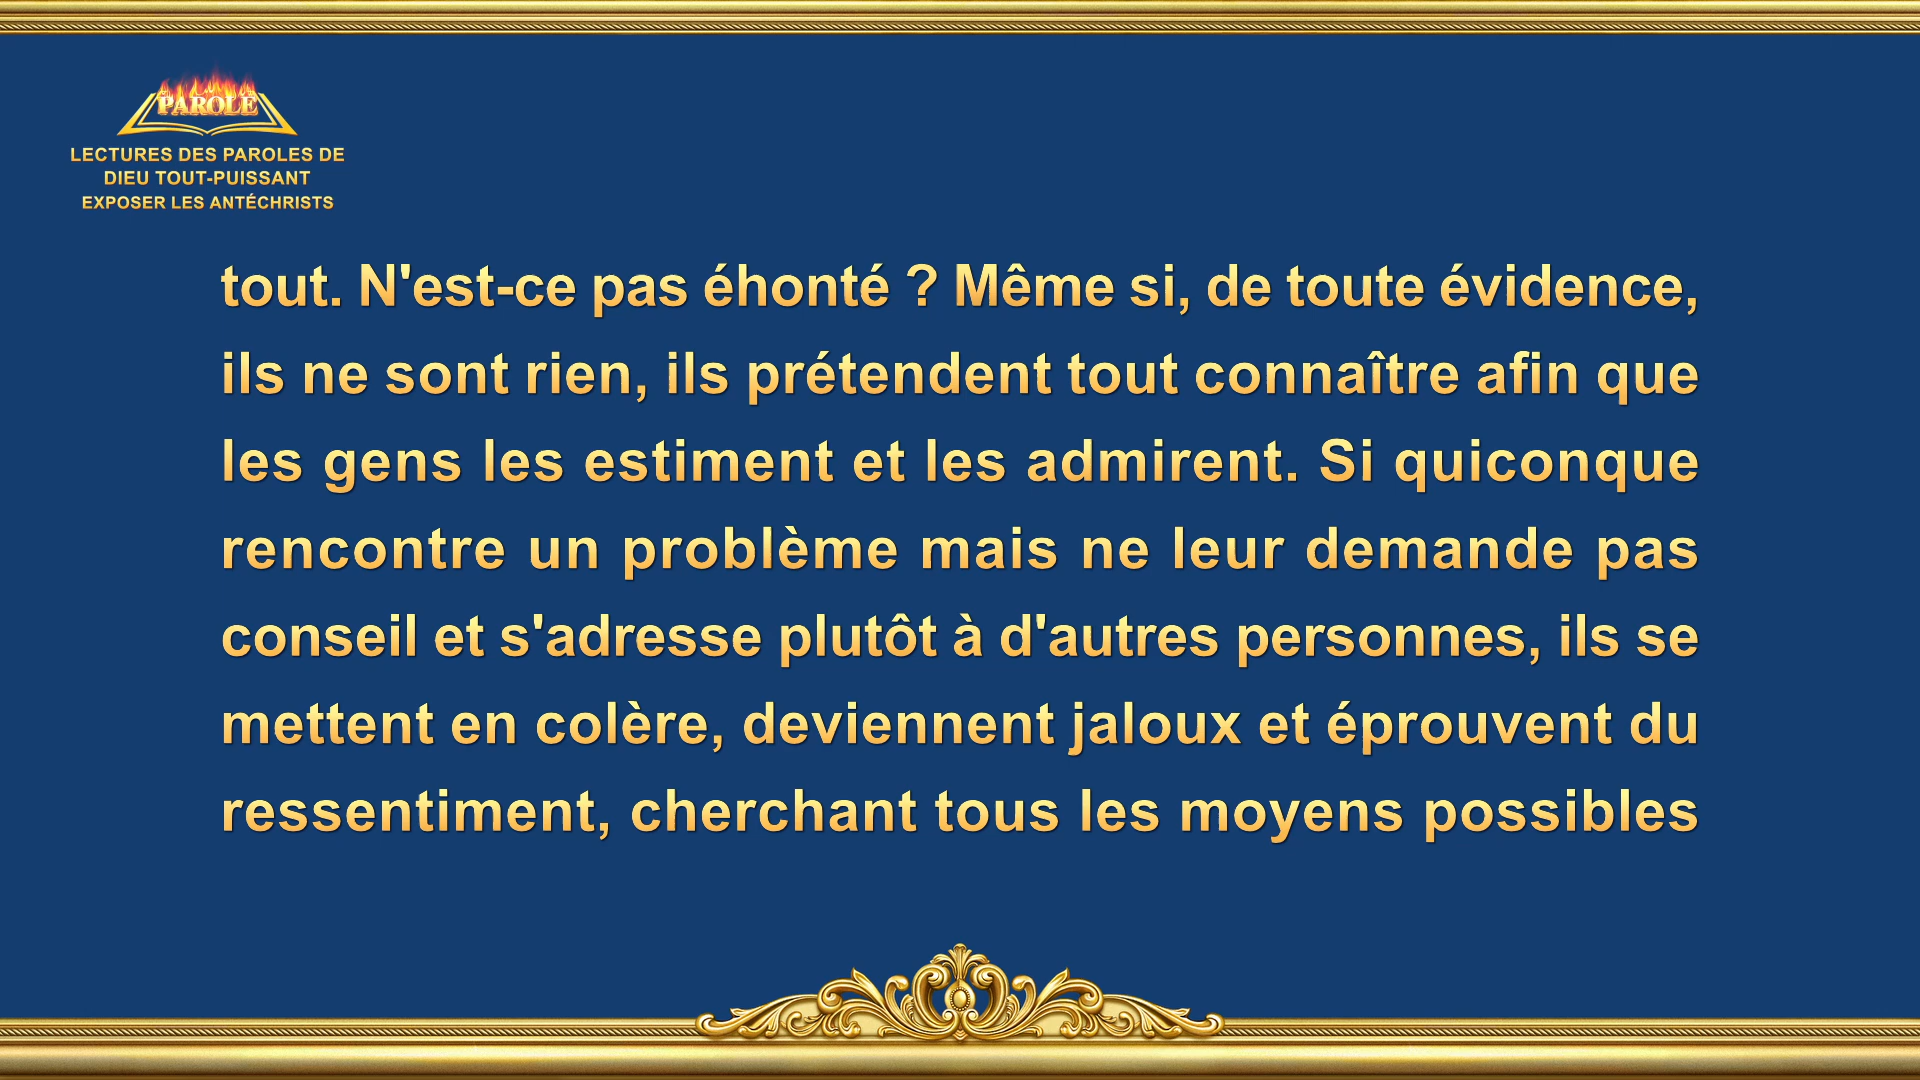 PAROLE
LECTURES DES PAROLES DE
DIEU TOUT-PUISSANT
EXPOSER LES ANTÉCHRISTS
tout. N'est-ce pas éhonté ? Même si, de toute évidence,
ils ne sont rien, ils prétendent tout connaître afin que
les gens les estiment et les admirent. Si quiconque
rencontre un problème mais ne leur demande pas
conseil et s'adresse plutôt à d'autres personnes, ils se
mettent en colère, deviennent jaloux et éprouvent du
ressentiment, cherchant tous les moyens possibles